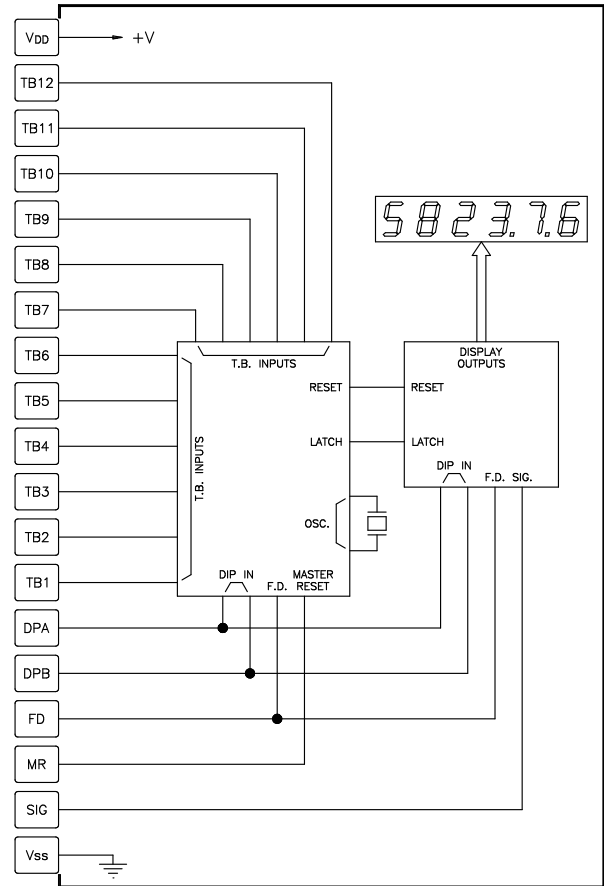 VDD
+V
TB12
TB11
TB10
TB9
TB8
TB7
TB6
TB5
TB4
TB3
TB2
TB1
DPA
DPB
FD
MR
SIG
Vss
T.B. INPUTS
T.B. INPUTS
RESET
LATCH
OSC.
DIP IN
F.D.
MASTER
RESET
5823.7.6
DISPLAY
OUTPUTS
RESET
LATCH
DIP IN
F.D. SIG.